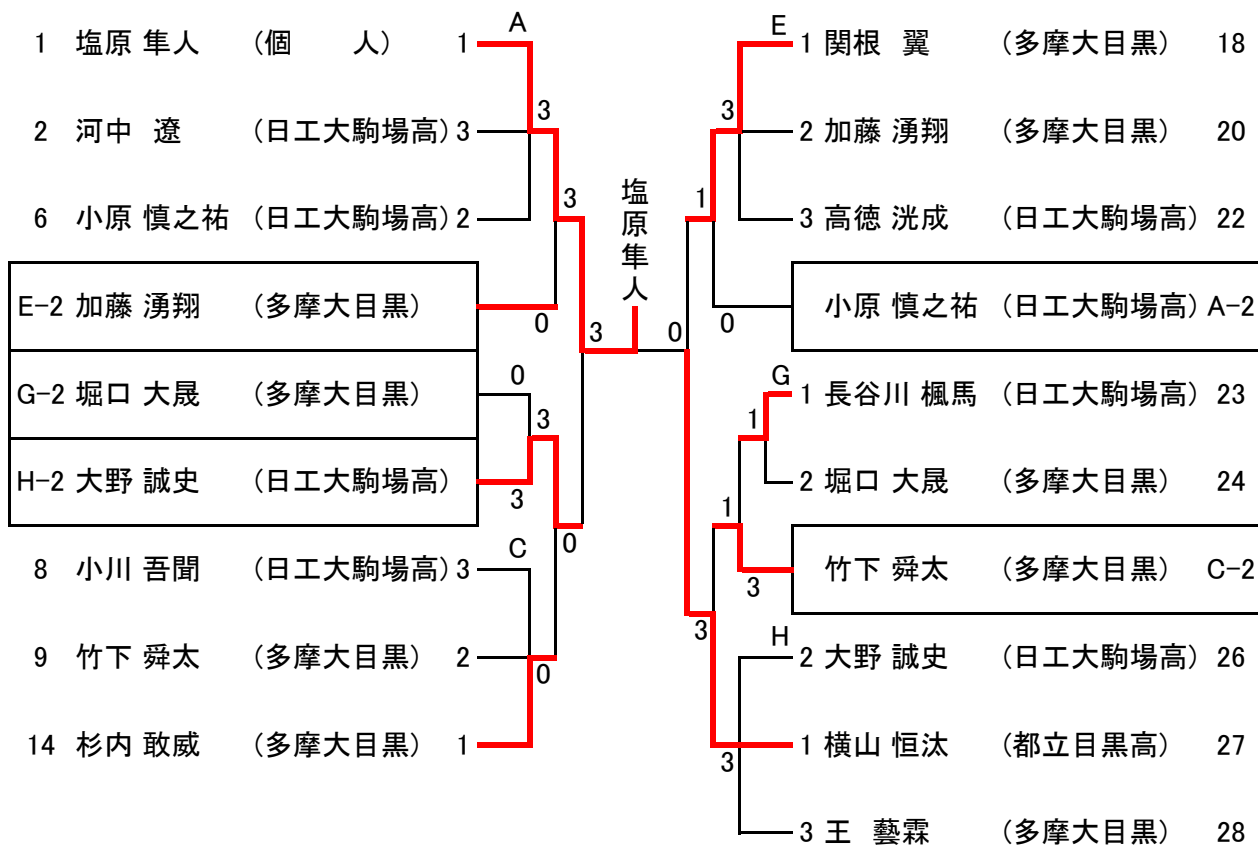 A
1 塩原 隼人 (個 人) 1
3
2 河中 遼 (日工大駒場高) 3
3
6 小原 慎之祐 (日工大駒場高) 2
E-2 加藤 湧翔 (多摩大目黒)
0
3
G-2 堀口 大晟 (多摩大目黒)
0
3
H-2 大野 誠史 (日工大駒場高)
3
0
C
8 小川 吾聞 (日工大駒場高) 3
9 竹下 舜太 (多摩大目黒) 2
0
14 杉内 敢威 (多摩大目黒) 1
塩原隼人
E
1 関根 翼 (多摩大目黒) 18
3
2 加藤 湧翔 (多摩大目黒) 20
1
3 高徳 洸成 (日工大駒場高) 22
小原 慎之祐 (日工大駒場高) A-2
0
0
G
1 長谷川 楓馬 (日工大駒場高) 23
1
2 堀口 大晟 (多摩大目黒) 24
1
竹下 舜太 (多摩大目黒) C-2
3
3
H
2 大野 誠史 (日工大駒場高) 26
1 横山 恒汰 (都立目黒高) 27
3
3 王 藝霖 (多摩大目黒) 28